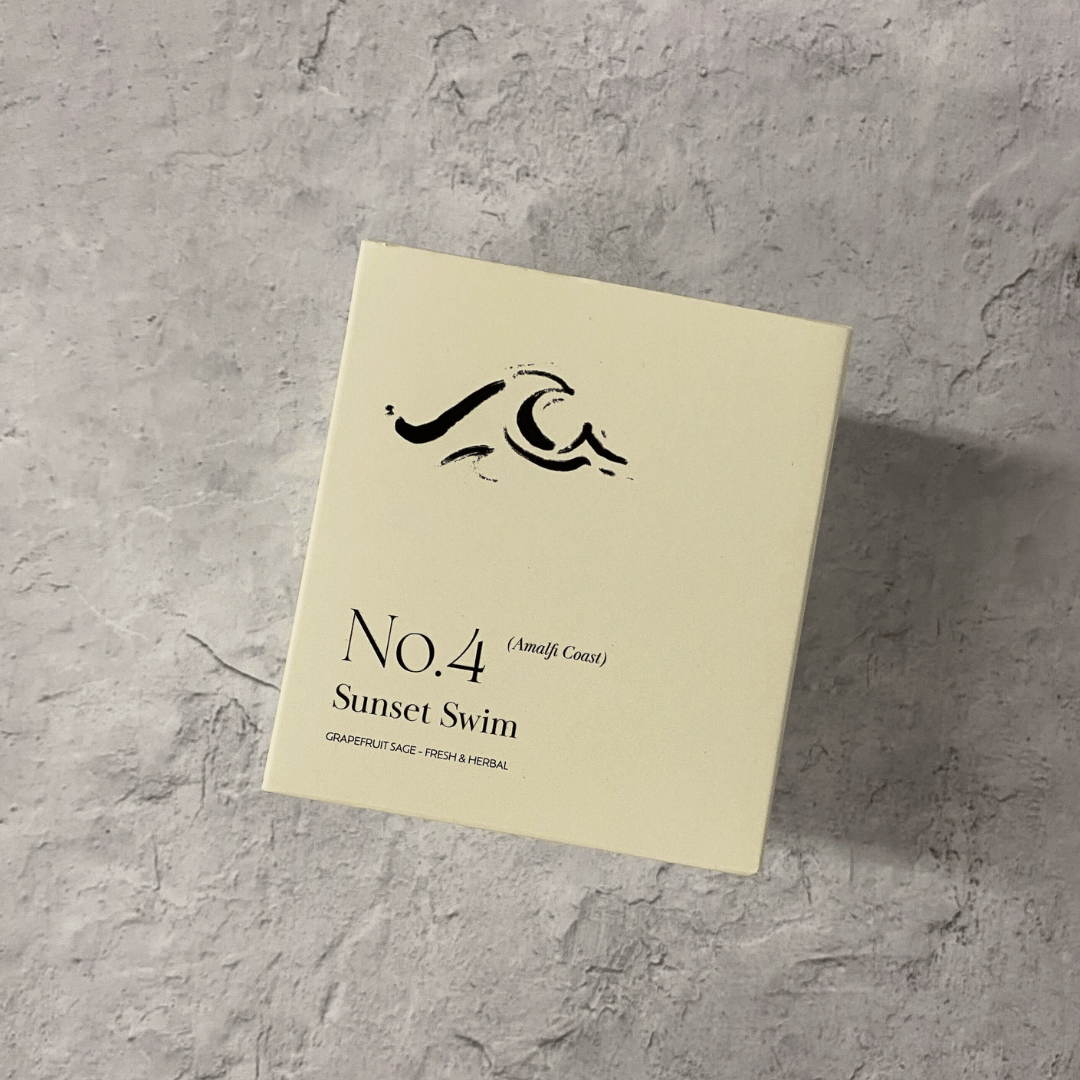 No.4 (Amalfi Coast)
Sunset Swim
GRAPEFRUIT SAGE - FRESH & HERBAL